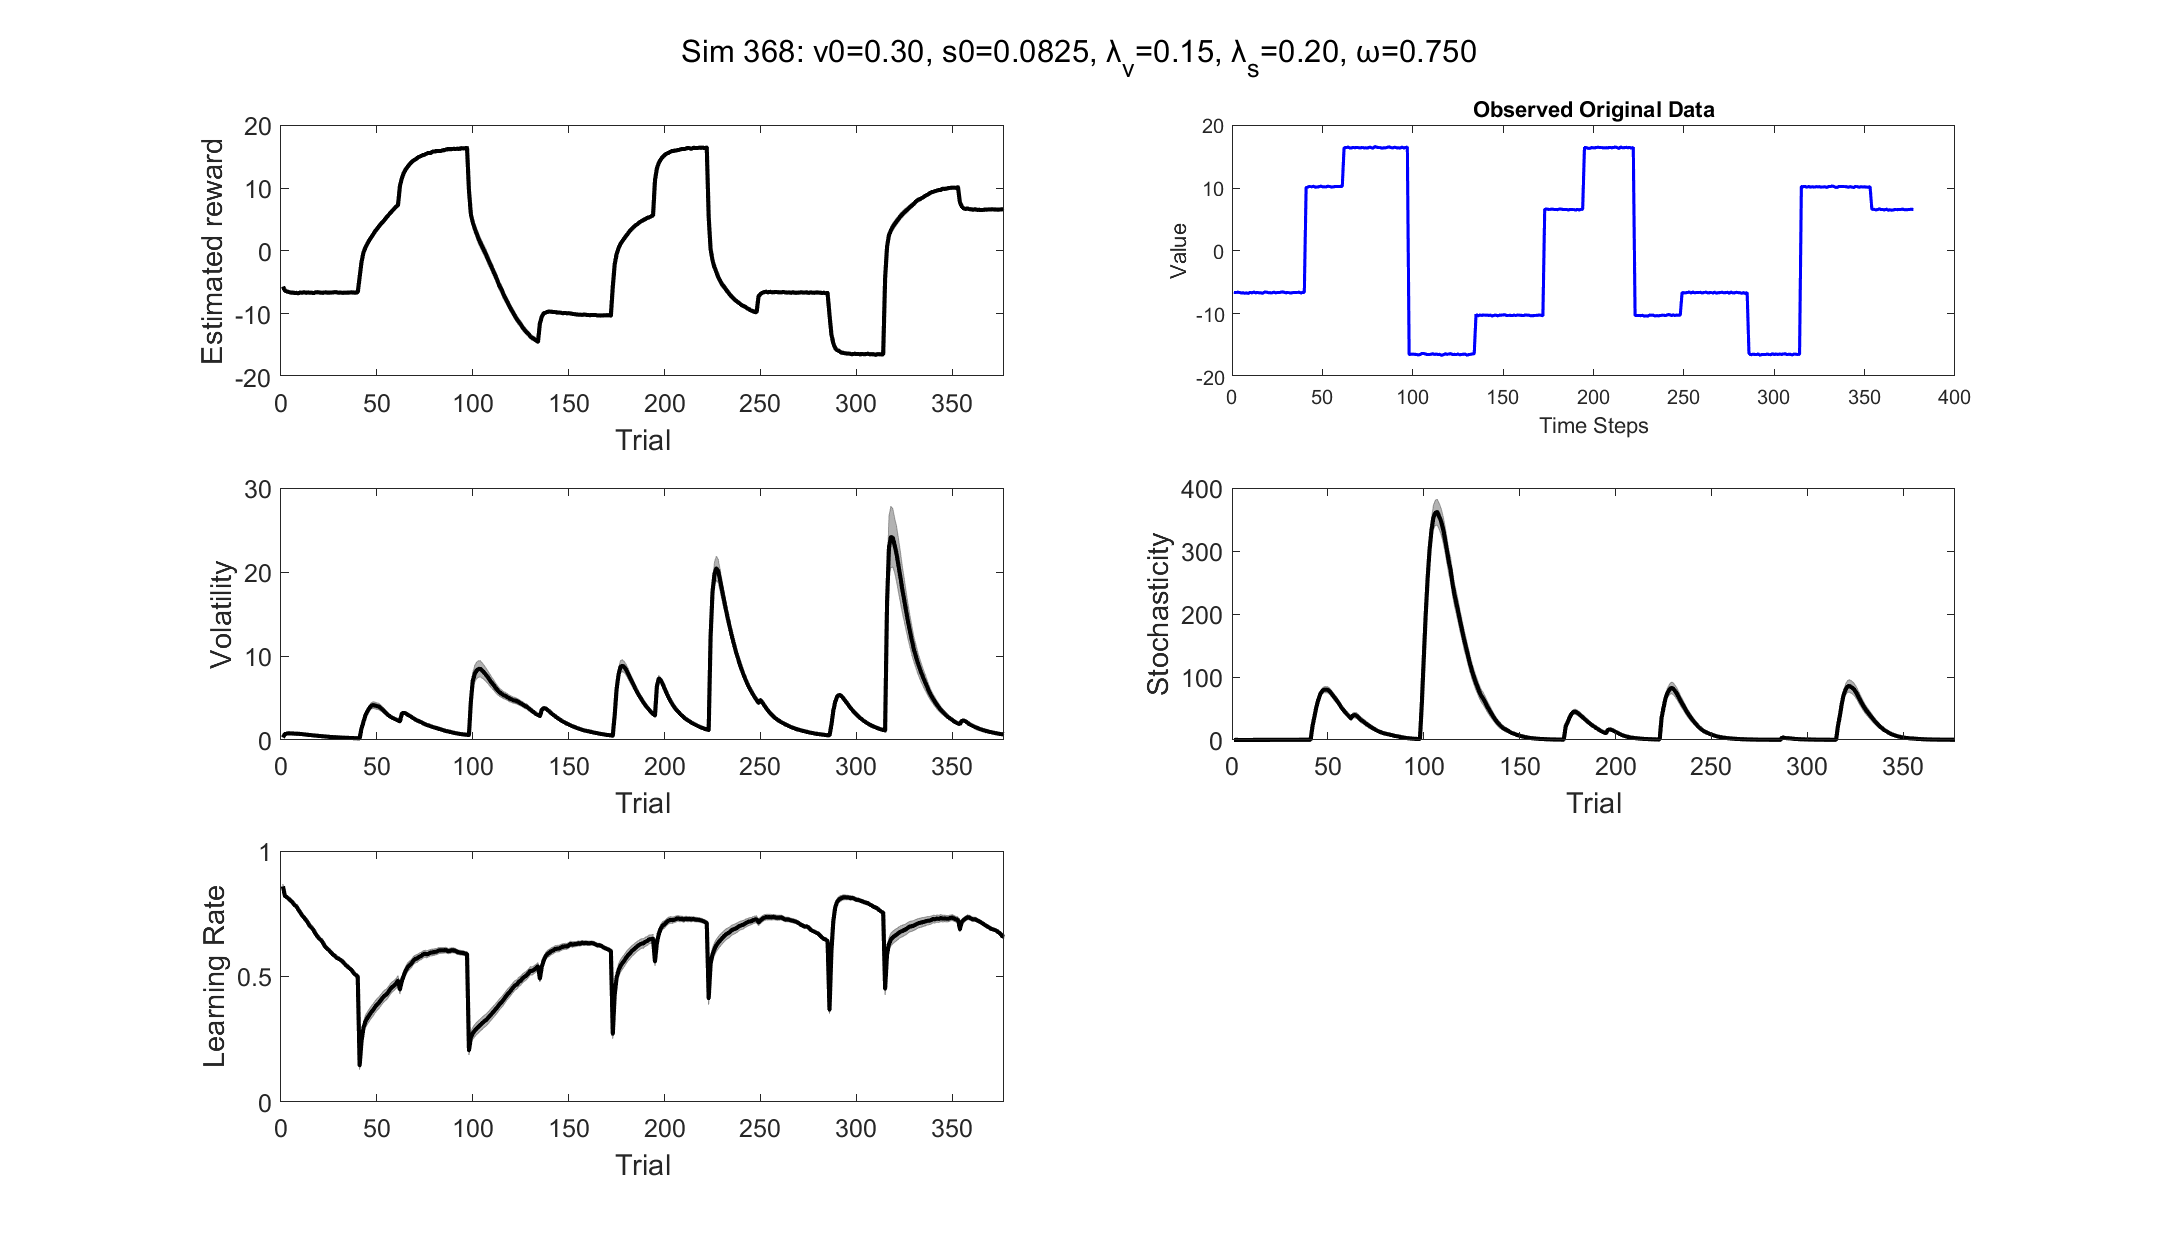 Sim 368: v0=0.30, s0=0.0825, λv=0.15, λs=0.20, ω=0.750
Estimated reward
20
10
0
-10
-20
0 50 100 150 200 250 300 350
Trial
Observed Original Data
Value
20
10
0
-10
-20
0 50 100 150 200 250 300 350 400
Time Steps
Volatility
30
20
10
0
0 50 100 150 200 250 300 350
Trial
Stochasticity
400
300
200
100
0
0 50 100 150 200 250 300 350
Trial
Learning Rate
1
0.5
0
0 50 100 150 200 250 300 350
Trial